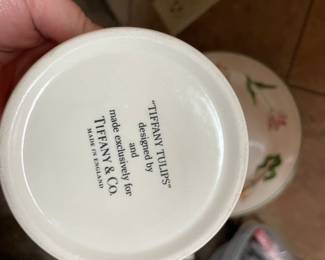 "TIFFANY TULIPS"
designed by
and
made exclusively for
TIFFANY & CO.
MADE IN ENGLAND